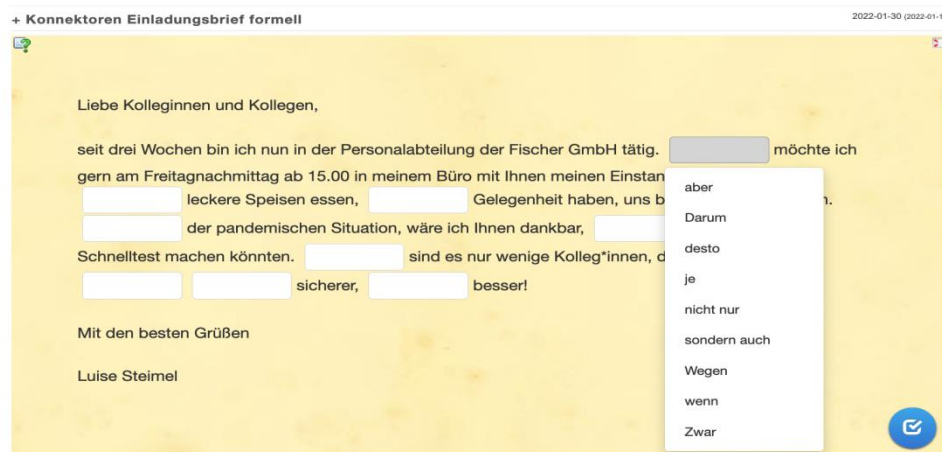 + Konnektoren Einladungsbrief formell
2022-01-30 (2022-01-1
Liebe Kolleginnen und Kollegen,
seit drei Wochen bin ich nun in der Personalabteilung der Fischer GmbH tätig. möchte ich
gern am Freitagnachmittag ab 15.00 in meinem Büro mit Ihnen meinen Einstan
leckere Speisen essen, Gelegenheit haben, uns b n.
der pandemischen Situation, wäre ich Ihnen dankbar,
Schnelltest machen könnten. sind es nur wenige Kolleg*innen, d
sicherer, besser!
Mit den besten Grüßen
Luise Steimel
aber
Darum
desto
je
nicht nur
sondern auch
Wegen
wenn
Zwar